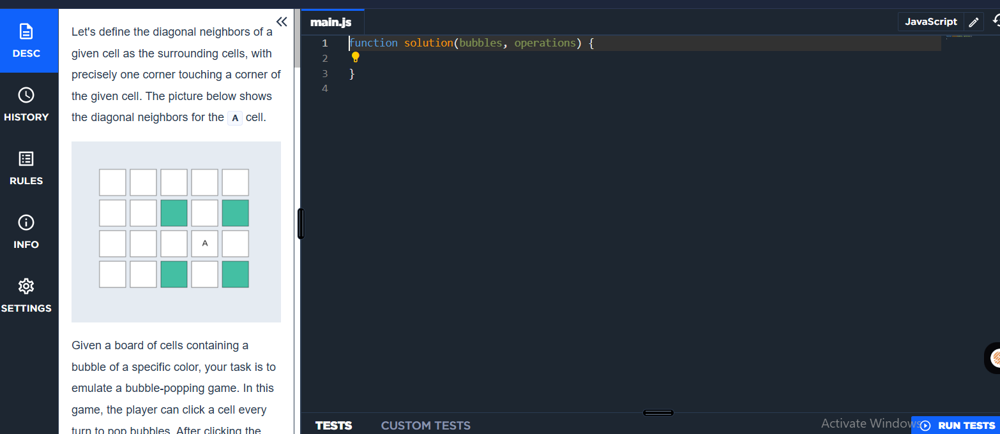 DESC
HISTORY
RULES
INFO
SETTINGS
Let's define the diagonal neighbors of a
given cell as the surrounding cells, with
precisely one corner touching a corner of
the given cell. The picture below shows
the diagonal neighbors for the A cell.
A
Given a board of cells containing a
bubble of a specific color, your task is to
emulate a bubble-popping game. In this
game, the player can click a cell every
turn to pop bubbles. After clicking the
main.js
JavaScript
1 function solution(bubbles, operations) {
2
3 }
4
TESTS
CUSTOM TESTS
Activate Windows
RUN TESTS